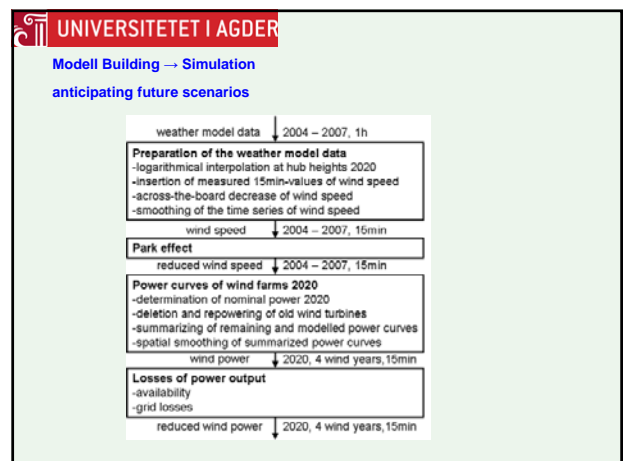 UNIVERSITETET I AGDER
Modell Building → Simulation
anticipating future scenarios
weather model data 2004 – 2007, 1h
Preparation of the weather model data
-logarithmical interpolation at hub heights 2020
-insertion of measured 15min-values of wind speed
-across-the-board decrease of wind speed
-smoothing of the time series of wind speed
wind speed 2004 – 2007, 15min
Park effect
reduced wind speed 2004 – 2007, 15min
Power curves of wind farms 2020
-determination of nominal power 2020
-deletion and repowering of old wind turbines
-summarizing of remaining and modelled power curves
-spatial smoothing of summarized power curves
wind power 2020, 4 wind years,15min
Losses of power output
-availability
-grid losses
reduced wind power 2020, 4 wind years,15min